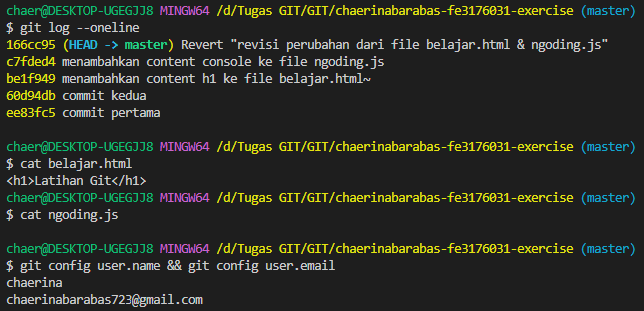 chaer@DESKTOP-UGEGJJ8 MINGW64 /d/Tugas GIT/GIT/chaerinabarabas-fe3176031-exercise (master)
$ git log --oneline
166cc95 (HEAD -> master) Revert "revisi perubahan dari file belajar.html & ngoding.js"
c7fded4 menambahkan content console ke file ngoding.js
be1f949 menambahkan content h1 ke file belajar.html~
60d94db commit kedua
ee83fc5 commit pertama
chaer@DESKTOP-UGEGJJ8 MINGW64 /d/Tugas GIT/GIT/chaerinabarabas-fe3176031-exercise (master)
$ cat belajar.html
<h1>Latihan Git</h1>
chaer@DESKTOP-UGEGJJ8 MINGW64 /d/Tugas GIT/GIT/chaerinabarabas-fe3176031-exercise (master)
$ cat ngoding.js
chaer@DESKTOP-UGEGJJ8 MINGW64 /d/Tugas GIT/GIT/chaerinabarabas-fe3176031-exercise (master)
$ git config user.name && git config user.email
chaerina
chaerinabarabas723@gmail.com